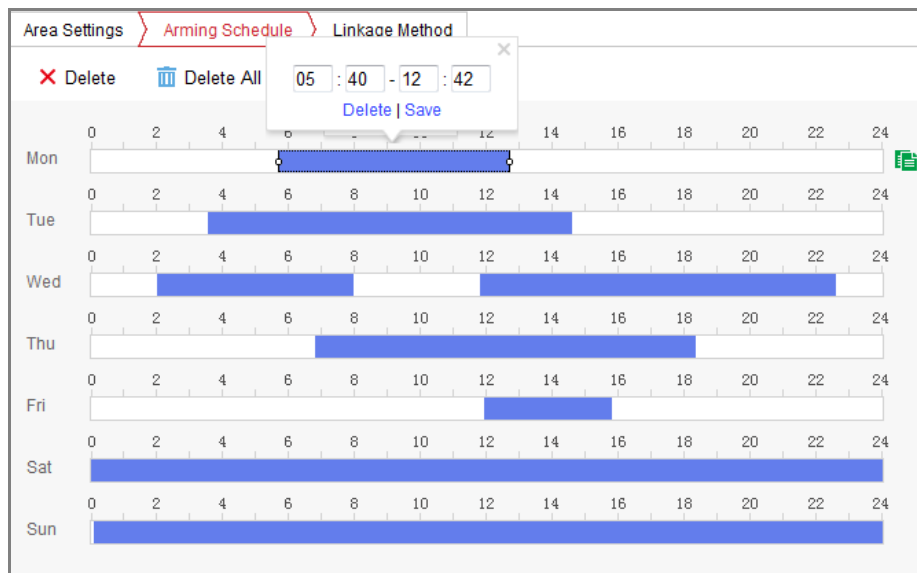 Area Settings Arming Schedule Linkage Method
Delete Delete All
05 : 40 - 12 : 42
Delete | Save
0 2 4 6 12 14 16 18 20 22 24
Mon
0 2 4 6 8 10 12 14 16 18 20 22 24
Tue
0 2 4 6 8 10 12 14 16 18 20 22 24
Wed
0 2 4 6 8 10 12 14 16 18 20 22 24
Thu
0 2 4 6 8 10 12 14 16 18 20 22 24
Fri
0 2 4 6 8 10 12 14 16 18 20 22 24
Sat
0 2 4 6 8 10 12 14 16 18 20 22 24
Sun